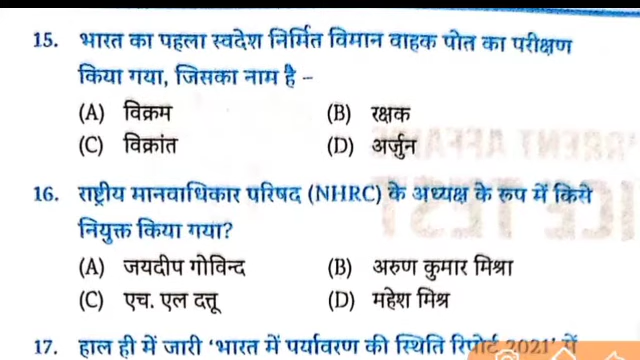 15. भारत का पहला स्वदेश निर्मित विमान वाहक पोत का परीक्षण
किया गया, जिसका नाम है –
(A) विक्रम (B) रक्षक
(C) विक्रांत (D) अर्जुन
16. राष्ट्रीय मानवाधिकार परिषद (NHRC) के अध्यक्ष के रूप में किसे
नियुक्त किया गया?
(A) जयदीप गोविन्द (B) अरुण कुमार मिश्रा
(C) एच. एल दत्तू (D) महेश मिश्र
17. हाल ही में जारी ‘भारत में पर्यावरण की स्थिति रिपोर्ट 2021’ में